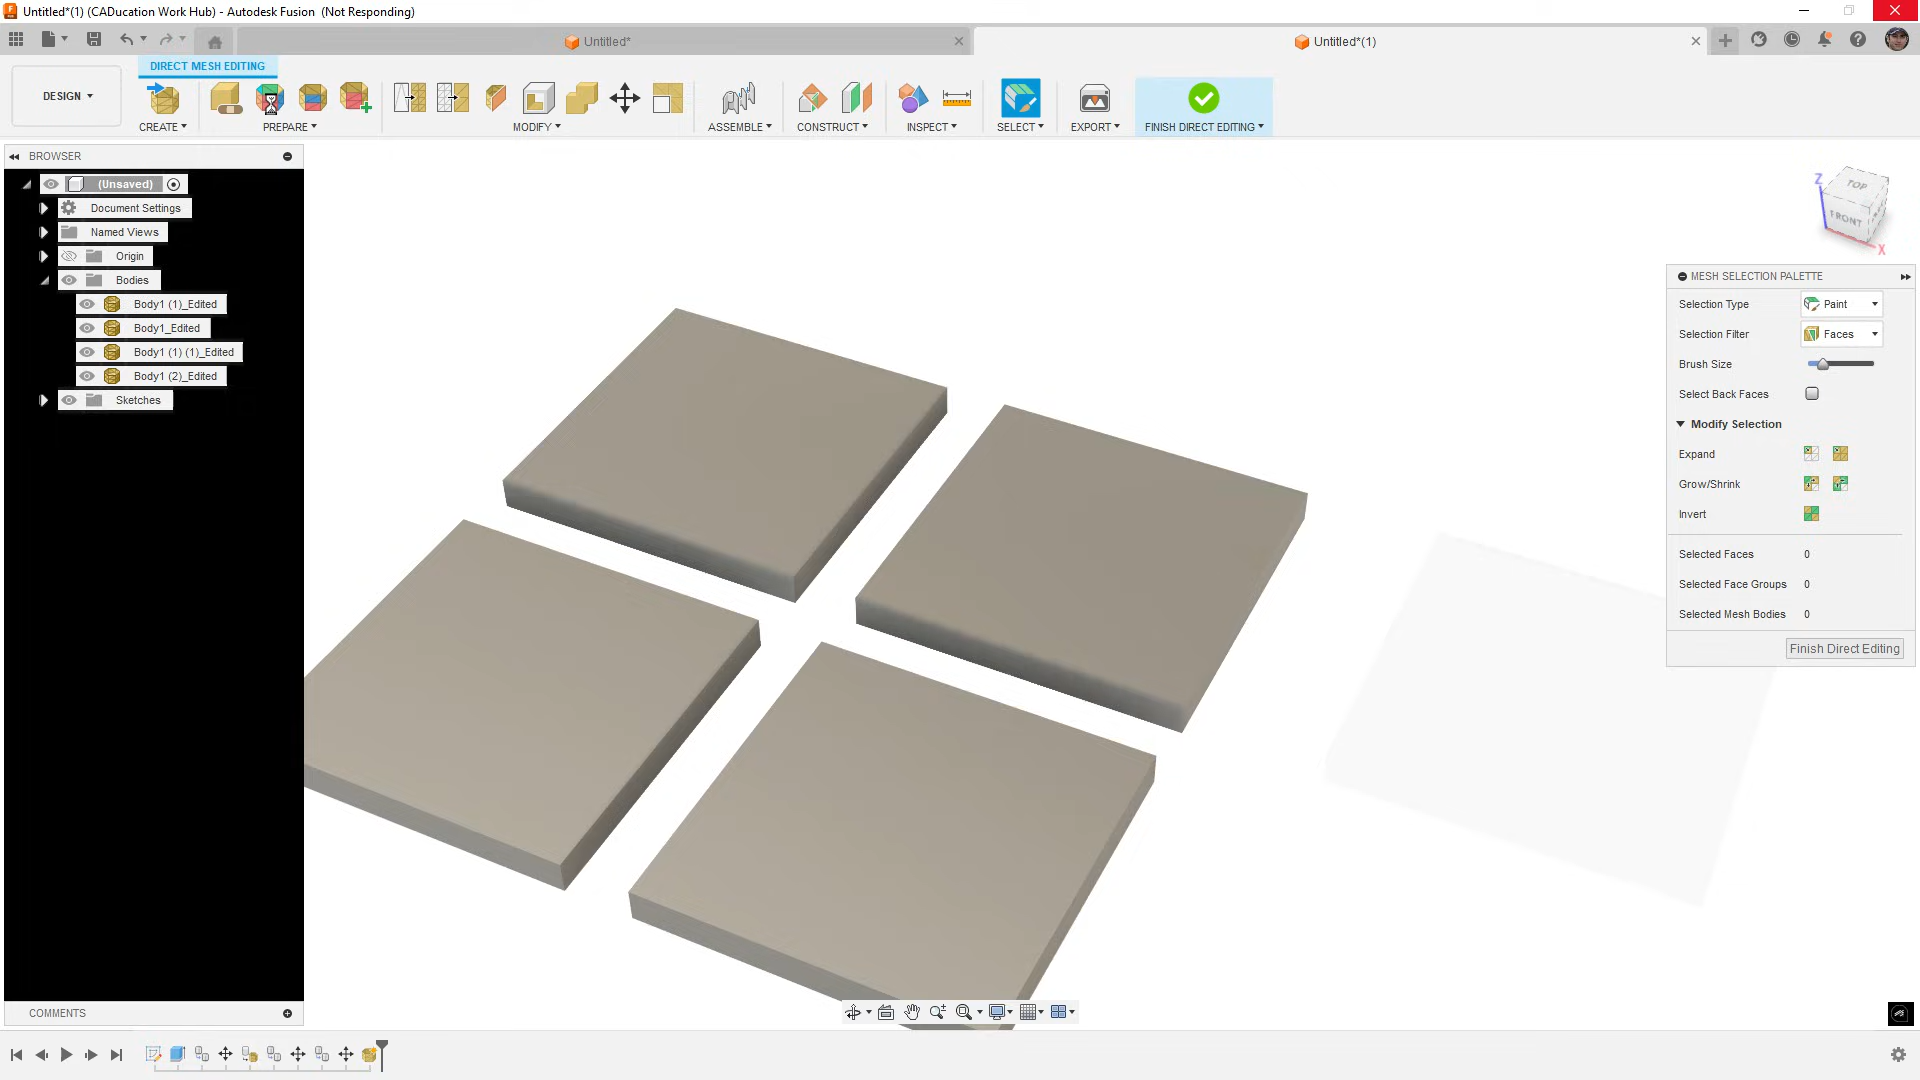 Untitled*(1) (CADucation Work Hub) - Autodesk Fusion (Not Responding)
Untitled*
Untitled*(1)
DESIGN
DIRECT MESH EDITING
CREATE
PREPARE
MODIFY
ASSEMBLE
CONSTRUCT
INSPECT
SELECT
EXPORT
FINISH DIRECT EDITING
BROWSER
(Unsaved)
Document Settings
Named Views
Origin
Bodies
Body1 (1)_Edited
Body1_Edited
Body1 (1) (1)_Edited
Body1 (2)_Edited
Sketches
Z
TOP
FRONT
X
MESH SELECTION PALETTE
Selection Type Paint
Selection Filter Faces
Brush Size
Select Back Faces
Modify Selection
Expand
Grow/Shrink
Invert
Selected Faces 0
Selected Face Groups 0
Selected Mesh Bodies 0
Finish Direct Editing
COMMENTS